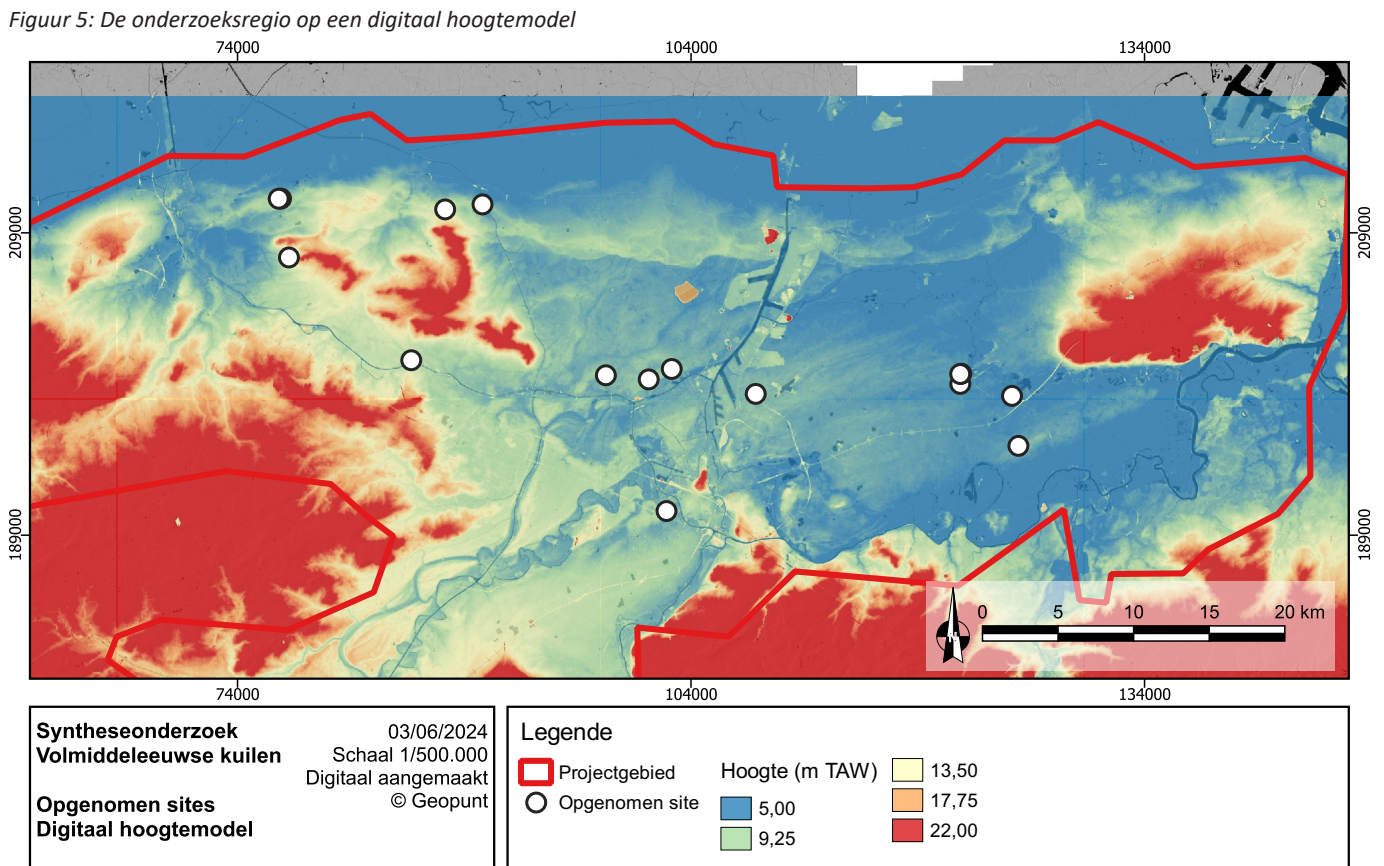 Figuur 5: De onderzoeksregio op een digitaal hoogtemodel
74000 104000 134000
209000 209000
189000 189000
0 5 10 15 20 km
N
74000 104000 134000
Syntheseonderzoek 03/06/2024
Volmiddeleeuwse kuilen Schaal 1/500.000
Digitaal aangemaakt
© Geopunt
Opgenomen sites
Digitaal hoogtemodel
Legende
Projectgebied
Opgenomen site
Hoogte (m TAW)
5,00
9,25
13,50
17,75
22,00